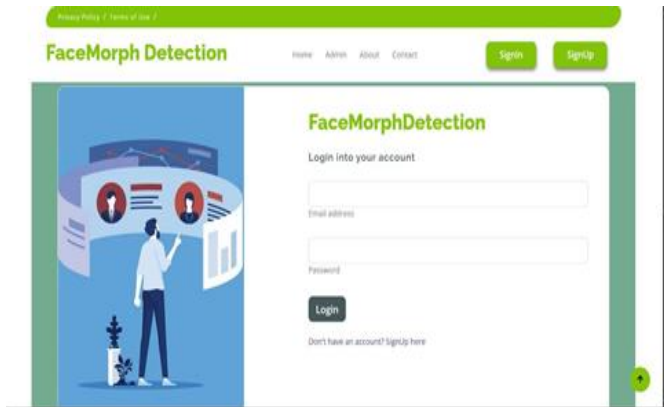 Privacy Policy / Terms of Use /
FaceMorph Detection
Home Admin About Contact
SignIn
SignUp
FaceMorphDetection
Login into your account
Email address
Password
Login
Don't have an account? SignUp here